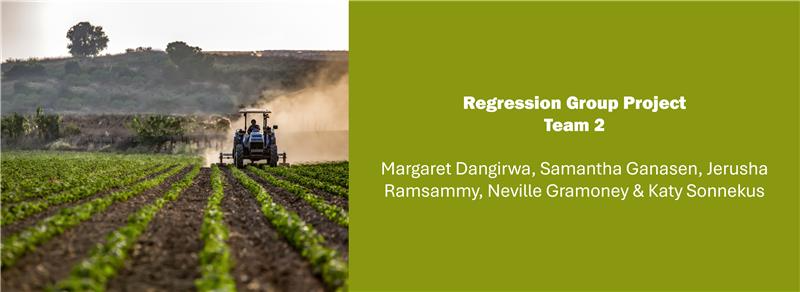 Regression Group Project
Team 2
Margaret Dangirwa, Samantha Ganasen, Jerusha
Ramsammy, Neville Gramoney & Katy Sonnekus